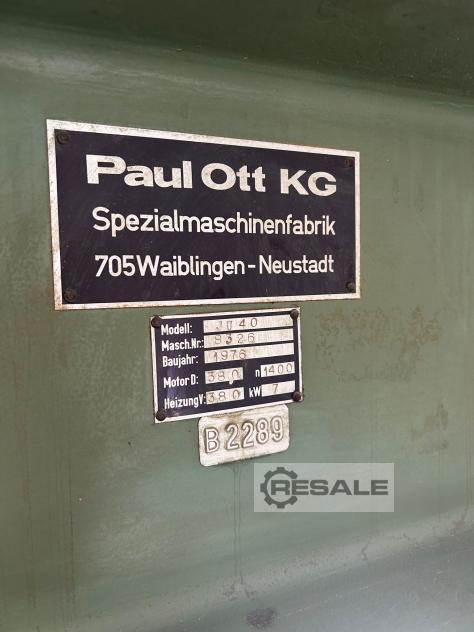 Paul Ott KG
Spezialmaschinenfabrik
705 Waiblingen - Neustadt
Modell: JU 40
Masch.Nr.: 8326
Baujahr: 1976
Motor D: 380 n 1400
Heizung V: 380 kW 7
B 2289
RESALE